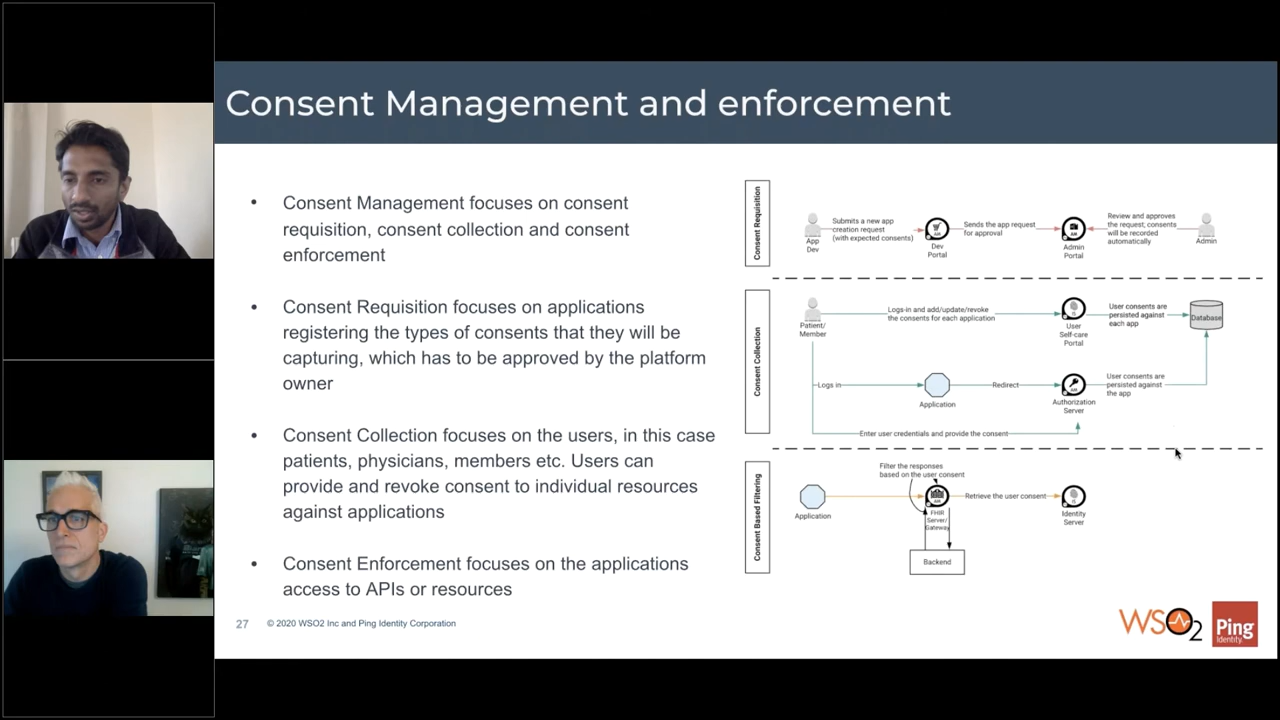 Consent Management and enforcement
• Consent Management focuses on consent
requisition, consent collection and consent
enforcement
• Consent Requisition focuses on applications
registering the types of consents that they will be
capturing, which has to be approved by the platform
owner
• Consent Collection focuses on the users, in this case
patients, physicians, members etc. Users can
provide and revoke consent to individual resources
against applications
• Consent Enforcement focuses on the applications
access to APIs or resources
Consent Requisition
App
Dev
Submits a new app
creation request
(with expected consents)
Dev
Portal
Sends the app request
for approval
Admin
Portal
Review and approves
the request; consents
will be recorded
automatically
Admin
Consent Collection
Patient/
Member
Logs-in and add/update/revoke
the consents for each application
User
Self-care
Portal
User consents are
persisted against
each app
Database
Logs in
Application
Redirect
Authorization
Server
User consents are
persisted against
the app
Enter user credentials and provide the consent
Consent Based Filtering
Application
Filter the responses
based on the user consent
FHIR
Server/
Gateway
Retrieve the user consent
Identity
Server
Backend
27
© 2020 WSO2 Inc and Ping Identity Corporation
WSO2
Ping
Identity.